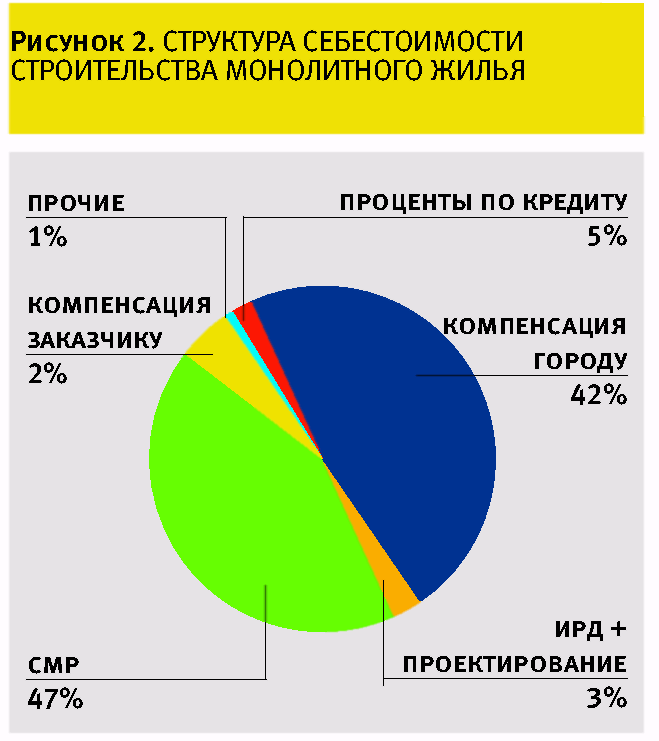 Рисунок 2. СТРУКТУРА СЕБЕСТОИМОСТИ
СТРОИТЕЛЬСТВА МОНОЛИТНОГО ЖИЛЬЯ
ПРОЧИЕ
1%
ПРОЦЕНТЫ ПО КРЕДИТУ
5%
КОМПЕНСАЦИЯ
ЗАКАЗЧИКУ
2%
КОМПЕНСАЦИЯ
ГОРОДУ
42%
СМР
47%
ИРД +
ПРОЕКТИРОВАНИЕ
3%